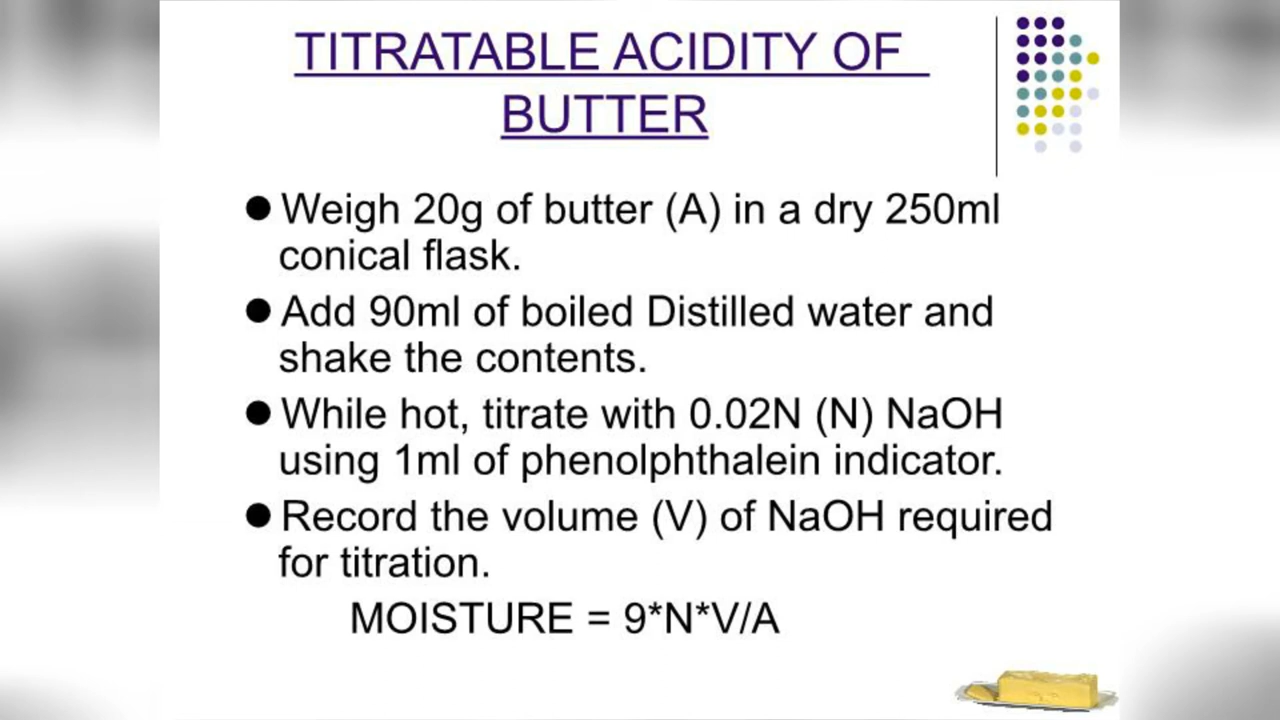 TITRATABLE ACIDITY OF
BUTTER
● Weigh 20g of butter (A) in a dry 250ml
conical flask.
● Add 90ml of boiled Distilled water and
shake the contents.
● While hot, titrate with 0.02N (N) NaOH
using 1ml of phenolphthalein indicator.
● Record the volume (V) of NaOH required
for titration.
MOISTURE = 9*N*V/A